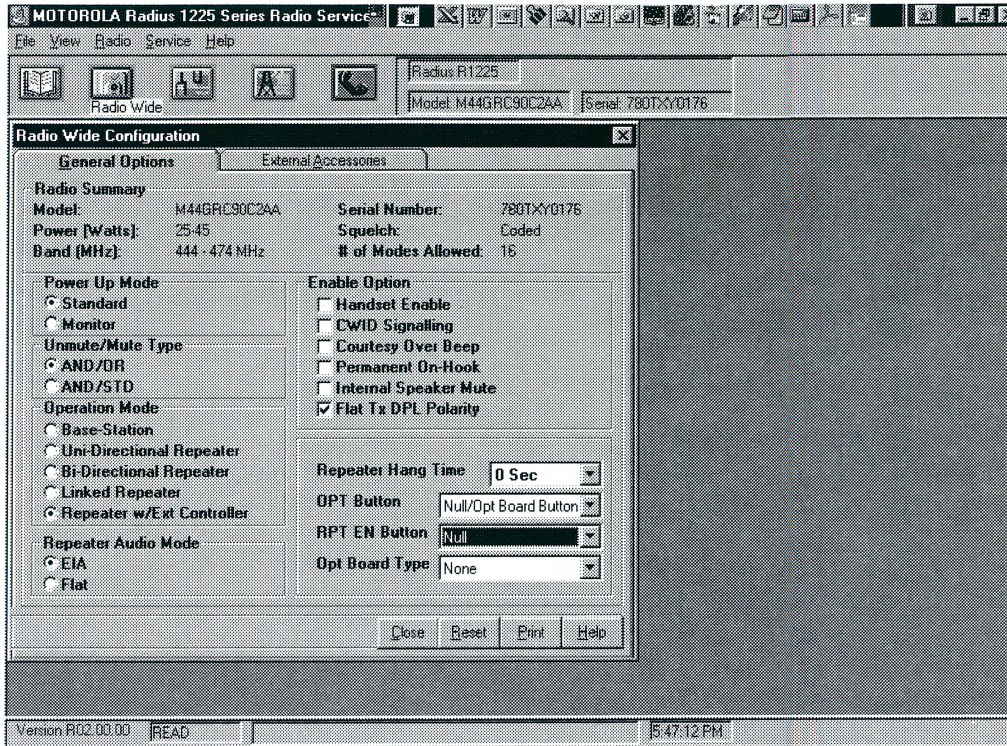 MOTOROLA Radius 1225 Series Radio Service
File View Radio Service Help
Radio Wide
Radius R1225
Model: M44GRC90C2AA Serial: 780TXY0176
Radio Wide Configuration
General Options External Accessories
Radio Summary
Model: M44GRC90C2AA Serial Number: 780TXY0176
Power [Watts]: 25-45 Squelch: Coded
Band (MHz): 444 - 474 MHz # of Modes Allowed: 16
Power Up Mode
Standard
Monitor
Unmute/Mute Type
AND/OR
AND/STD
Operation Mode
Base-Station
Uni-Directional Repeater
Bi-Directional Repeater
Linked Repeater
Repeater w/Ext Controller
Repeater Audio Mode
EIA
Flat
Enable Option
Handset Enable
CWID Signalling
Courtesy Over Beep
Permanent On-Hook
Internal Speaker Mute
Flat Tx DPL Polarity
Repeater Hang Time 0 Sec
OPT Button Null/Opt Board Button
RPT EN Button Null
Opt Board Type None
Close Reset Print Help
Version R02.00.00 READ 5:47:12 PM